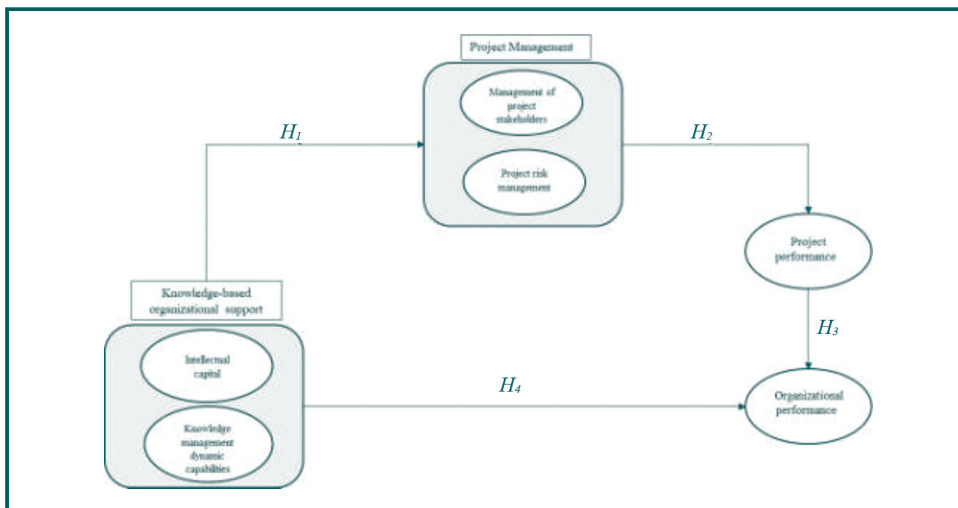 Project Management
Management of
project
stakeholders
H1
H2
Project risk
management
Project
performance
Knowledge-based
organizational support
H3
Intellectual
capital
H4
Organizational
performance
Knowledge
management
dynamic
capabilities